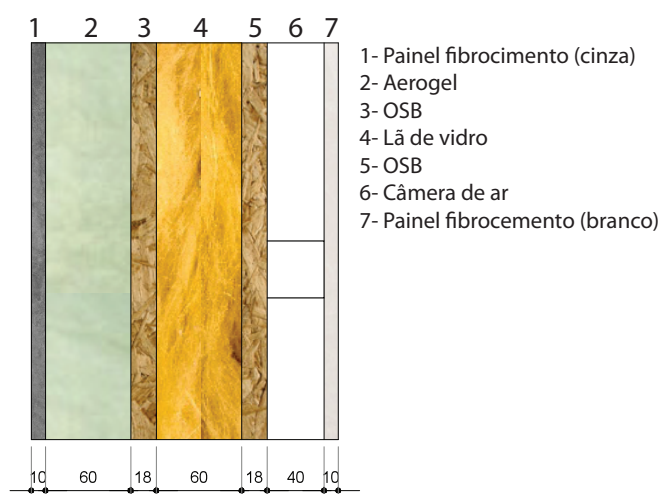 1 2 3 4 5 6 7
1- Painel fibrocimento (cinza)
2- Aerogel
3- OSB
4- Lã de vidro
5- OSB
6- Câmera de ar
7- Painel fibrocemento (branco)
10 60 18 60 18 40 10